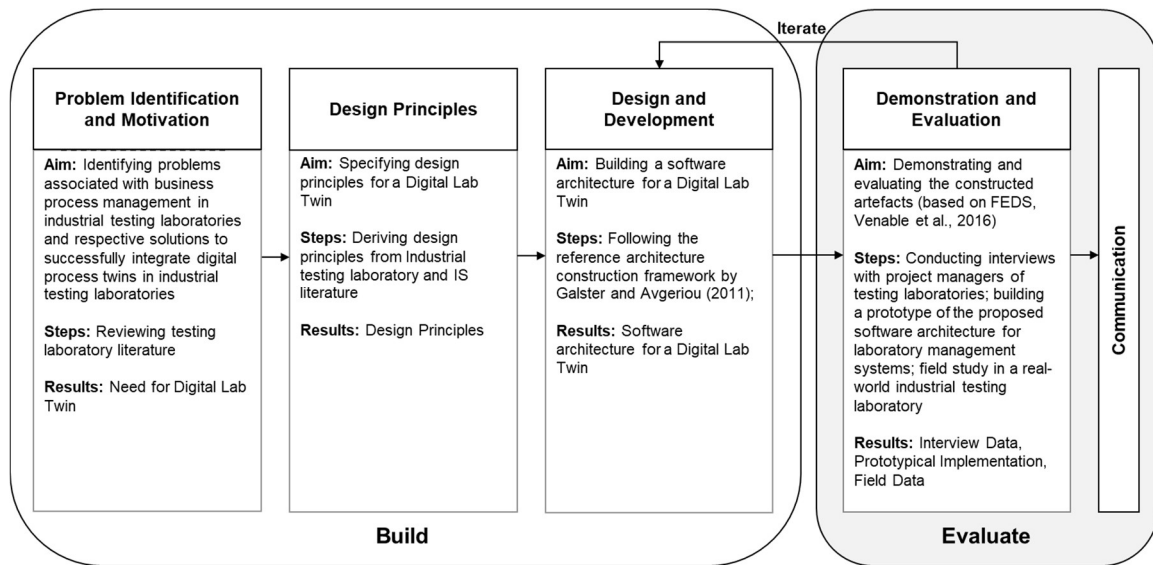 Iterate
Problem Identification
and Motivation
Aim: Identifying problems
associated with business
process management in
industrial testing laboratories
and respective solutions to
successfully integrate digital
process twins in industrial
testing laboratories
Steps: Reviewing testing
laboratory literature
Results: Need for Digital Lab
Twin
Design Principles
Aim: Specifying design
principles for a Digital Lab
Twin
Steps: Deriving design
principles from Industrial
testing laboratory and IS
literature
Results: Design Principles
Design and
Development
Aim: Building a software
architecture for a Digital Lab
Twin
Steps: Following the
reference architecture
construction framework by
Galster and Avgeriou (2011);
Results: Software
architecture for a Digital Lab
Twin
Build
Demonstration and
Evaluation
Aim: Demonstrating and
evaluating the constructed
artefacts (based on FEDS,
Venable et al., 2016)
Steps: Conducting interviews
with project managers of
testing laboratories; building
a prototype of the proposed
software architecture for
laboratory management
systems; field study in a real-
world industrial testing
laboratory
Results: Interview Data,
Prototypical Implementation,
Field Data
Communication
Evaluate